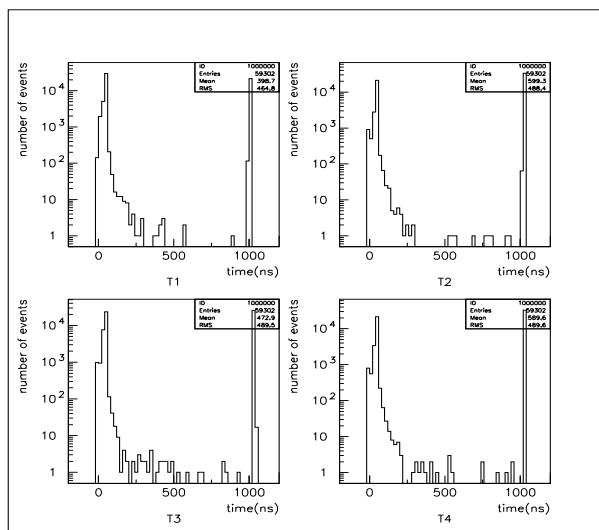 ID 1000000
Entries 59302
Mean 398.7
RMS 464.8
number of events
10^4
10^3
10^2
10
1
0 500 1000
time(ns)
T1
ID 1000000
Entries 59302
Mean 599.3
RMS 488.4
number of events
10^4
10^3
10^2
10
1
0 500 1000
time(ns)
T2
ID 1000000
Entries 59302
Mean 472.9
RMS 489.5
number of events
10^4
10^3
10^2
10
1
0 500 1000
time(ns)
T3
ID 1000000
Entries 59302
Mean 589.6
RMS 489.6
number of events
10^4
10^3
10^2
10
1
0 500 1000
time(ns)
T4